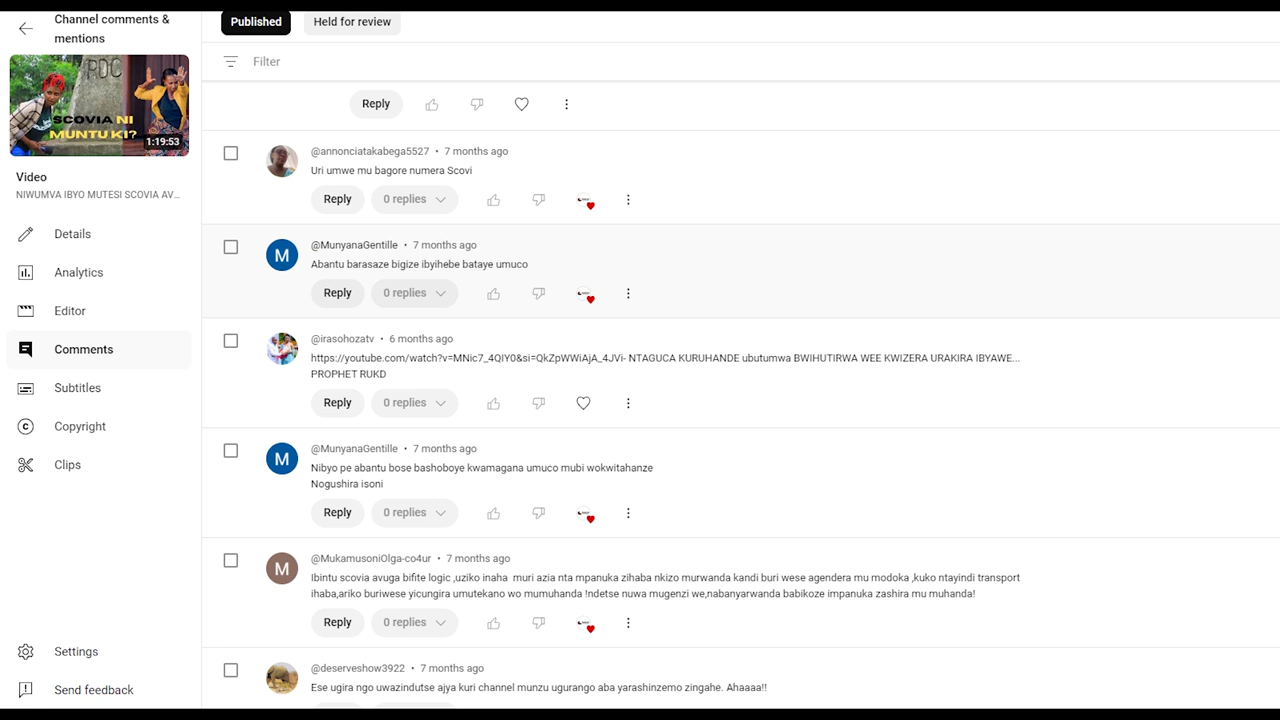 Channel comments &
mentions
RDC
SCOVIA NI
MUNTU KI?
1:19:53
Video
NIWUMVA IBYO MUTESI SCOVIA AV...
Details
Analytics
Editor
Comments
Subtitles
Copyright
Clips
Settings
Send feedback
Published
Held for review
Filter
Reply
@annonciatakabega5527 • 7 months ago
Uri umwe mu bagore numera Scovi
Reply
0 replies
M
@MunyanaGentille • 7 months ago
Abantu barasaze bigize ibyihebe bataye umuco
Reply
0 replies
@irasohozatv • 6 months ago
https://youtube.com/watch?v=MNic7_4QIY0&si=QkZpWWiAjA_4JVi- NTAGUCA KURUHANDE ubutumwa BWIHUTIRWA WEE KWIZERA URAKIRA IBYAWE...
PROPHET RUKD
Reply
0 replies
M
@MunyanaGentille • 7 months ago
Nibyo pe abantu bose bashoboye kwamagana umuco mubi wokwitahanze
Nogushira isoni
Reply
0 replies
M
@MukamusoniOlga-co4ur • 7 months ago
Ibintu scovia avuga bifite logic ,uziko inaha muri azia nta mpanuka zihaba nkizo murwanda kandi buri wese agendera mu modoka ,kuko ntayindi transport
ihaba,ariko buriwese yicungira umutekano wo mumuhanda !ndetse nuwa mugenzi we,nabanyarwanda babikoze impanuka zashira mu muhanda!
Reply
0 replies
@deserveshow3922 • 7 months ago
Ese ugira ngo uwazindutse ajya kuri channel munzu ugurango aba yarashinzemo zingahe. Ahaaaa!!